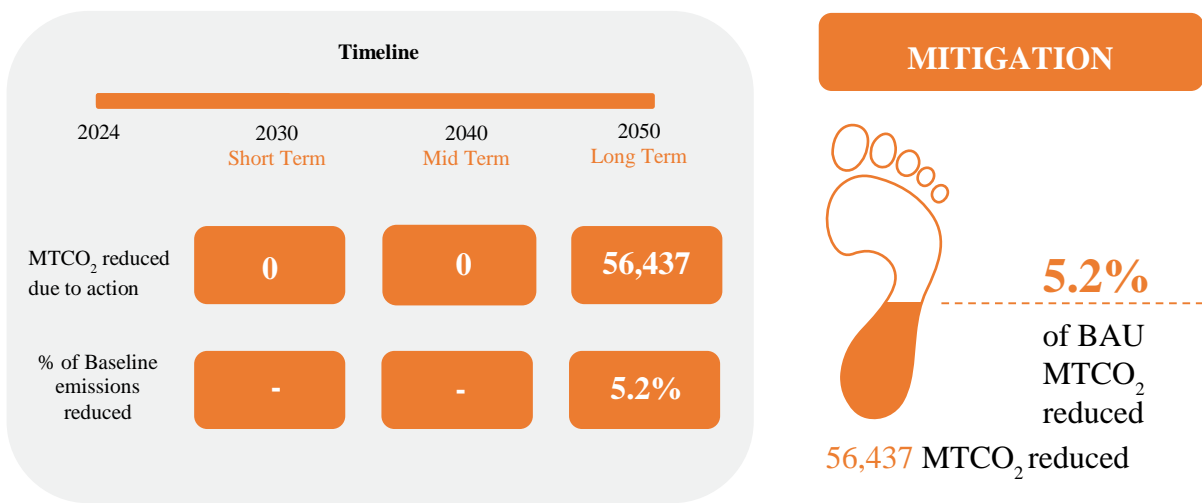 Timeline
2024
2030
Short Term
2040
Mid Term
2050
Long Term
MTCO₂ reduced
due to action
0
0
56,437
% of Baseline
emissions
reduced
-
-
5.2%
MITIGATION
5.2%
of BAU
MTCO₂
reduced
56,437 MTCO₂ reduced